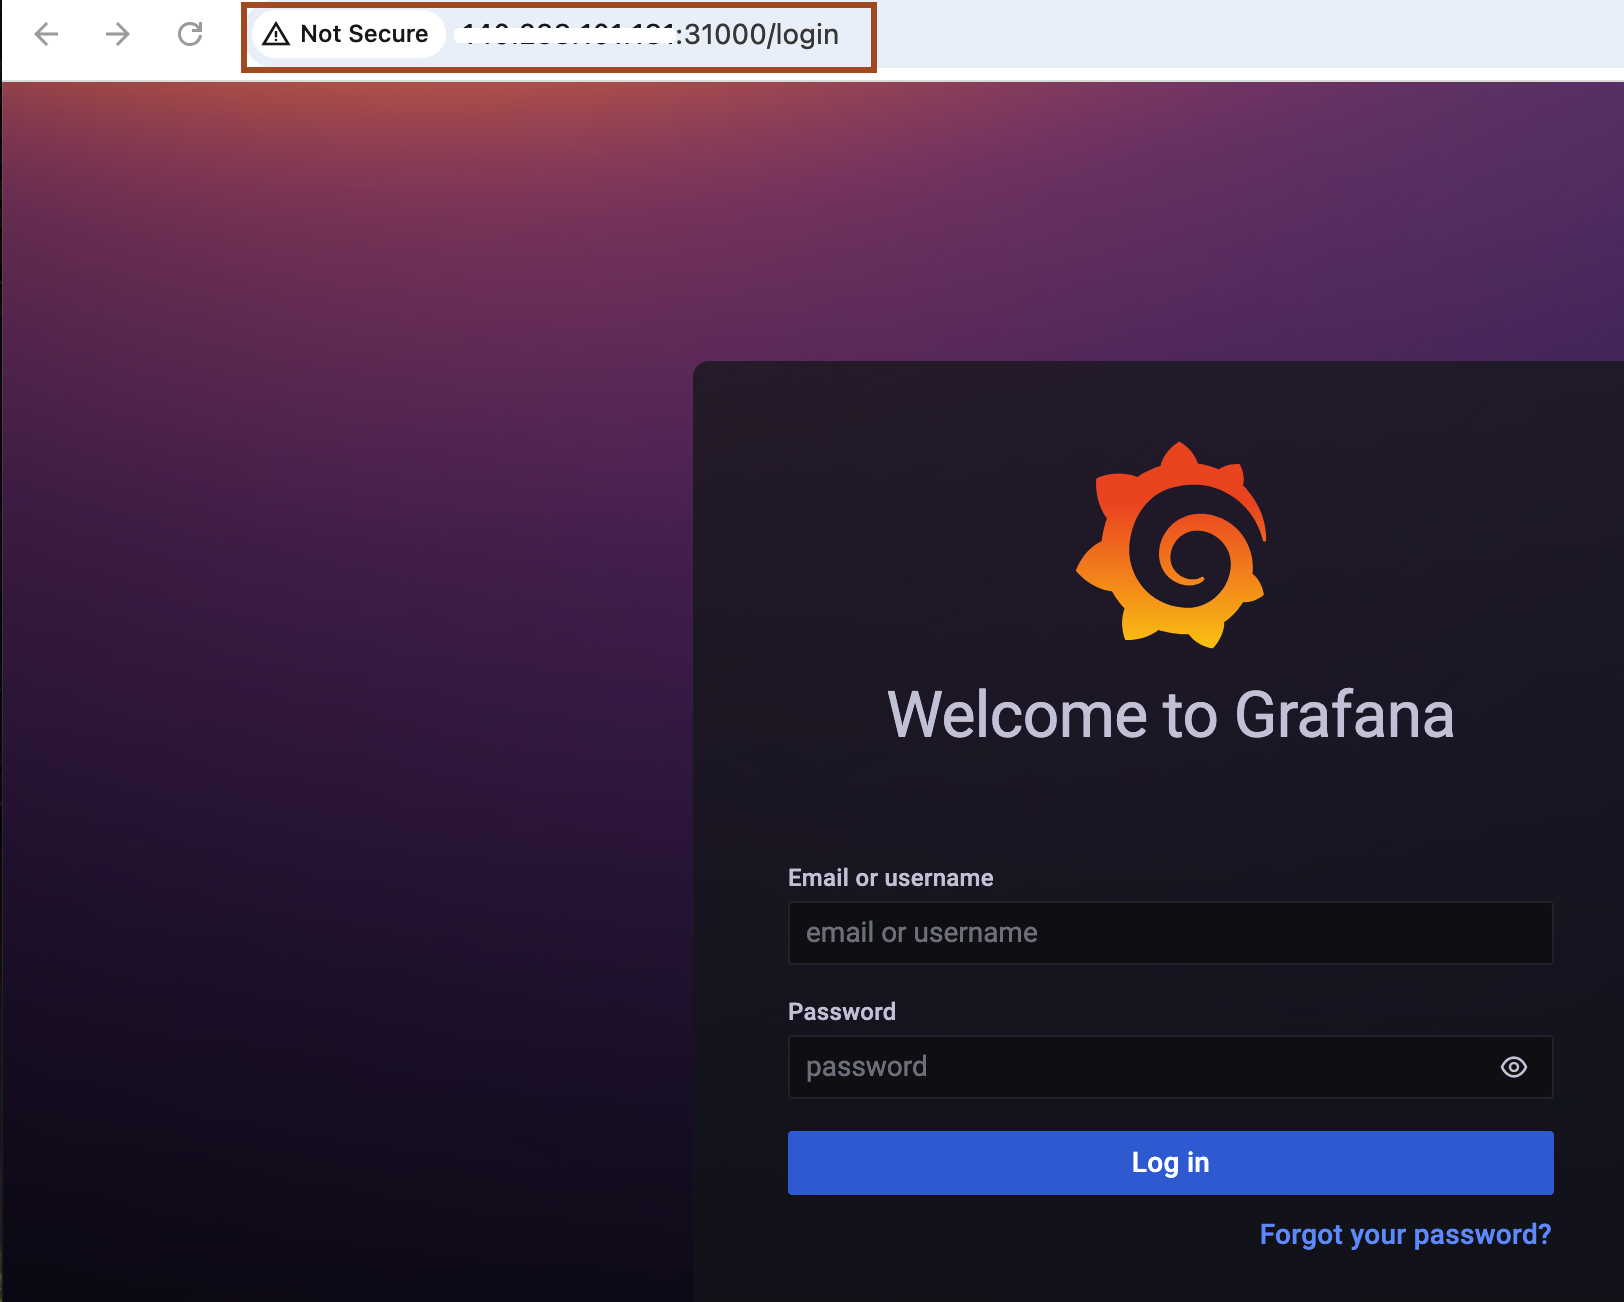 Not Secure :31000/login
Welcome to Grafana
Email or username
email or username
Password
password
Log in
Forgot your password?